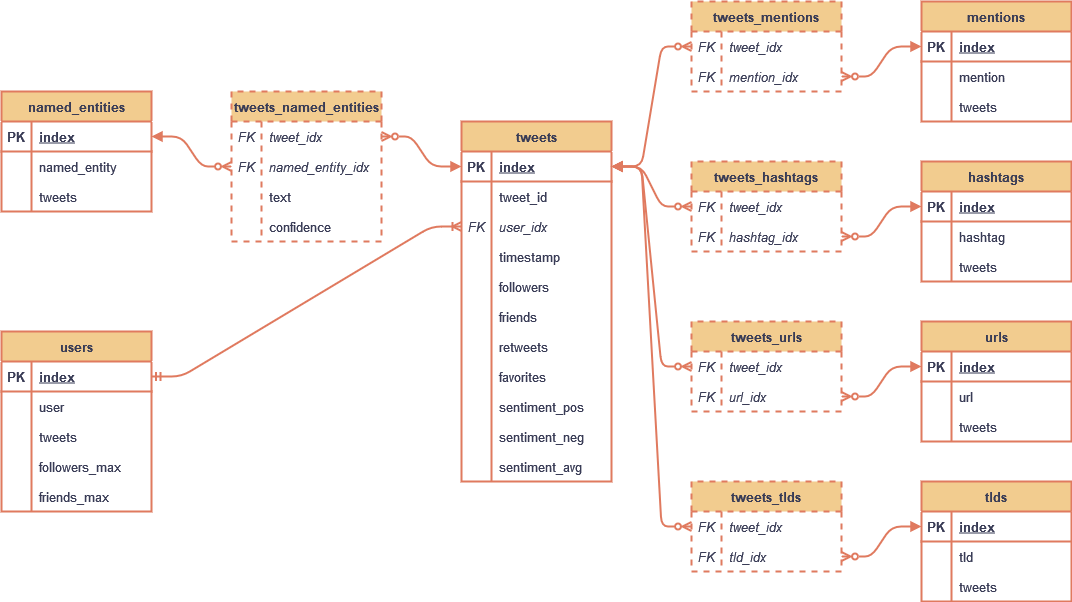 named_entities
PK index
named_entity
tweets
users
PK index
user
tweets
followers_max
friends_max
tweets_named_entities
FK tweet_idx
FK named_entity_idx
text
confidence
tweets
PK index
tweet_id
FK user_idx
timestamp
followers
friends
retweets
favorites
sentiment_pos
sentiment_neg
sentiment_avg
tweets_mentions
FK tweet_idx
FK mention_idx
tweets_hashtags
FK tweet_idx
FK hashtag_idx
tweets_urls
FK tweet_idx
FK url_idx
tweets_tlds
FK tweet_idx
FK tld_idx
mentions
PK index
mention
tweets
hashtags
PK index
hashtag
tweets
urls
PK index
url
tweets
tlds
PK index
tld
tweets